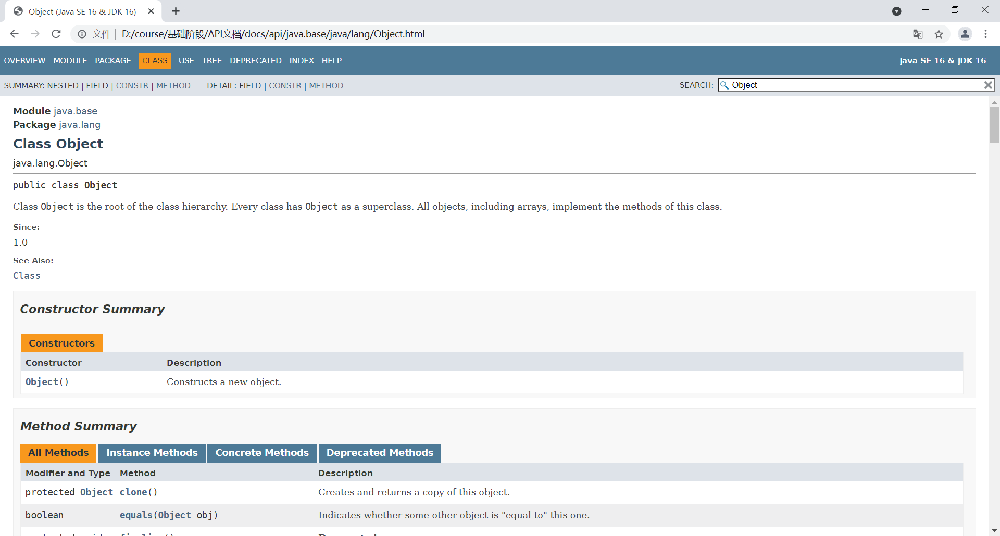 Object (Java SE 16 & JDK 16)
文件 | D:/course/基础阶段/API文档/docs/api/java.base/java/lang/Object.html
OVERVIEW MODULE PACKAGE CLASS USE TREE DEPRECATED INDEX HELP Java SE 16 & JDK 16
SUMMARY: NESTED | FIELD | CONSTR | METHOD DETAIL: FIELD | CONSTR | METHOD SEARCH: Object
Module java.base
Package java.lang
Class Object
java.lang.Object
public class Object
Class Object is the root of the class hierarchy. Every class has Object as a superclass. All objects, including arrays, implement the methods of this class.
Since:
1.0
See Also:
Class
Constructor Summary
Constructors
Constructor Description
Object() Constructs a new object.
Method Summary
All Methods Instance Methods Concrete Methods Deprecated Methods
Modifier and Type Method Description
protected Object clone() Creates and returns a copy of this object.
boolean equals(Object obj) Indicates whether some other object is "equal to" this one.